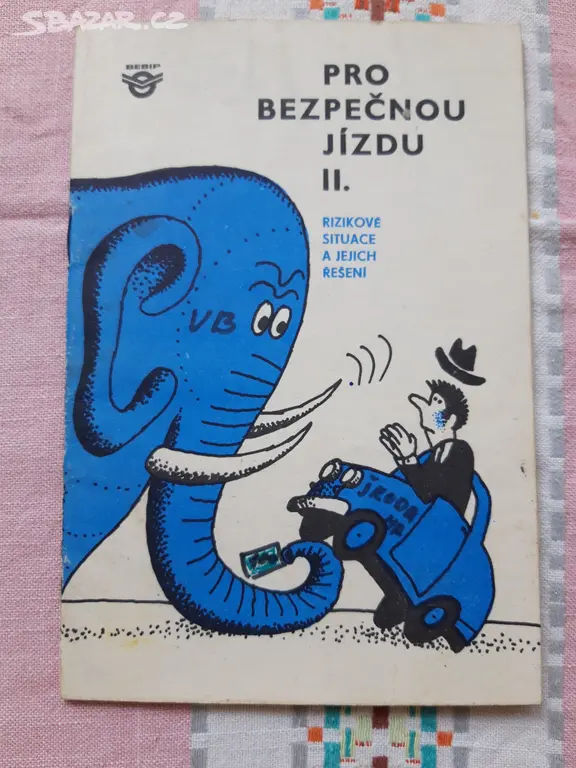 SBAZAR.CZ
BESIP
PRO
BEZPEČNOU
JÍZDU
II.
RIZIKOVÉ
SITUACE
A JEJICH
ŘEŠENÍ
VB
ŠKODA